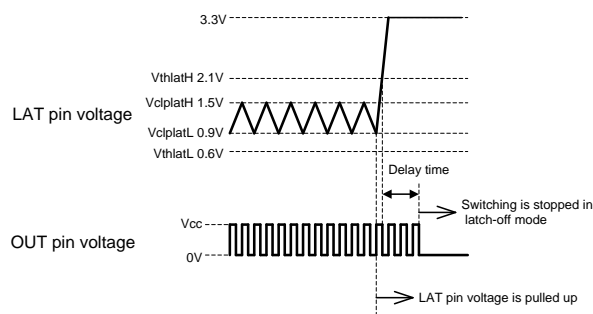 3.3V
VthlatH 2.1V
VclplatH 1.5V
LAT pin voltage
VclplatL 0.9V
VthlatL 0.6V
Delay time
Switching is stopped in
latch-off mode
Vcc
OUT pin voltage
0V
LAT pin voltage is pulled up